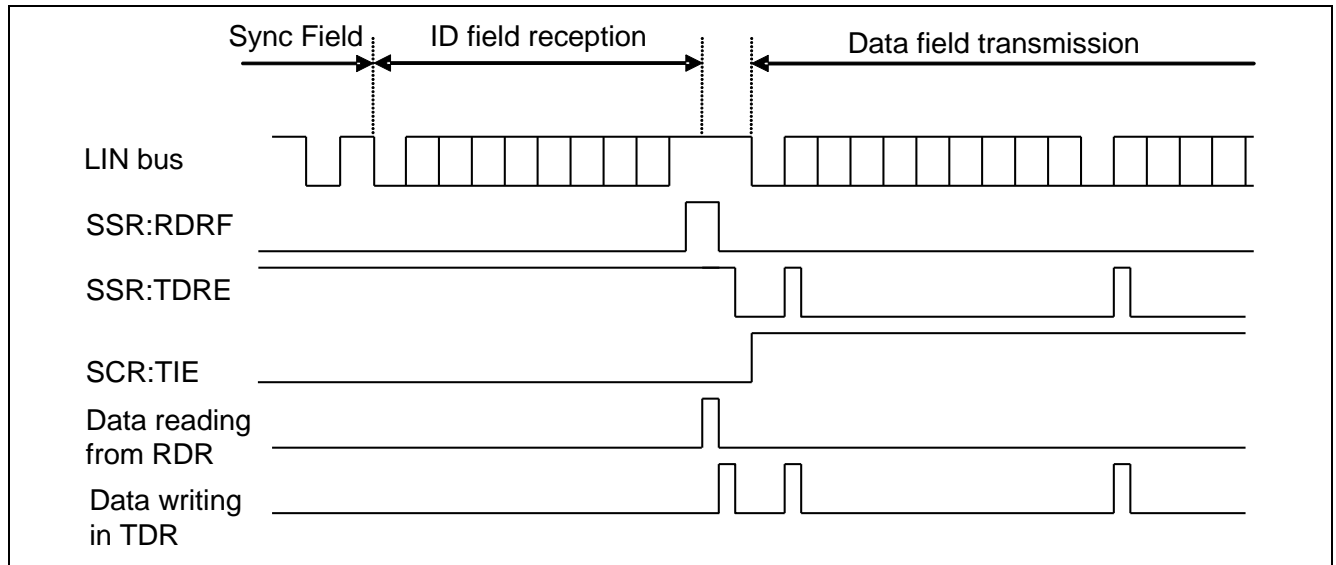 Sync Field
ID field reception
Data field transmission
LIN bus
SSR:RDRF
SSR:TDRE
SCR:TIE
Data reading
from RDR
Data writing
in TDR